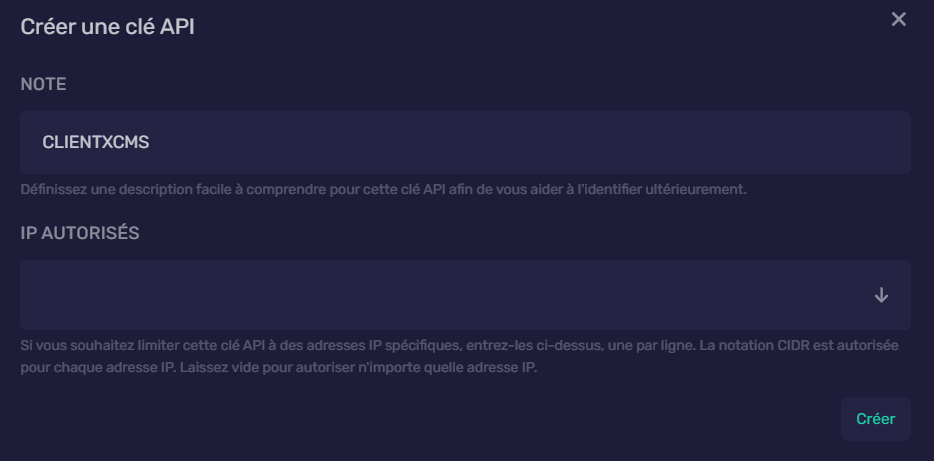 Créer une clé API
NOTE
CLIENTXCMS
Définissez une description facile à comprendre pour cette clé API afin de vous aider à l'identifier ultérieurement.
IP AUTORISÉS
Si vous souhaitez limiter cette clé API à des adresses IP spécifiques, entrez-les ci-dessus, une par ligne. La notation CIDR est autorisée
pour chaque adresse IP. Laissez vide pour autoriser n'importe quelle adresse IP.
Créer